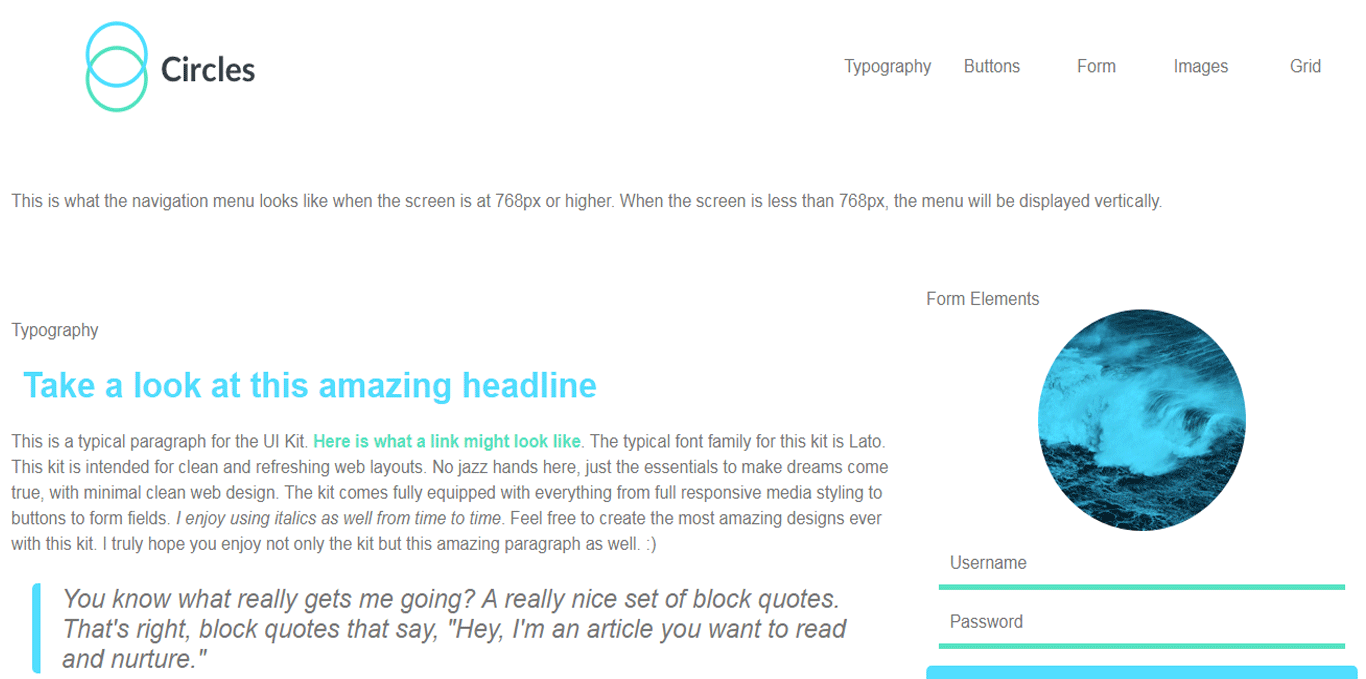 Circles
Typography Buttons Form Images Grid
This is what the navigation menu looks like when the screen is at 768px or higher. When the screen is less than 768px, the menu will be displayed vertically.
Typography
Take a look at this amazing headline
This is a typical paragraph for the UI Kit. Here is what a link might look like. The typical font family for this kit is Lato.
This kit is intended for clean and refreshing web layouts. No jazz hands here, just the essentials to make dreams come
true, with minimal clean web design. The kit comes fully equipped with everything from full responsive media styling to
buttons to form fields. I enjoy using italics as well from time to time. Feel free to create the most amazing designs ever
with this kit. I truly hope you enjoy not only the kit but this amazing paragraph as well. :)
You know what really gets me going? A really nice set of block quotes.
That's right, block quotes that say, "Hey, I'm an article you want to read
and nurture."
Form Elements
Username
Password